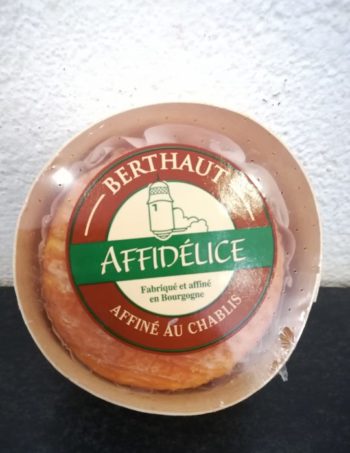 BERTHAUT
AFFIDÉLICE
Fabriqué et affiné
en Bourgogne
AFFINÉ AU CHABLIS